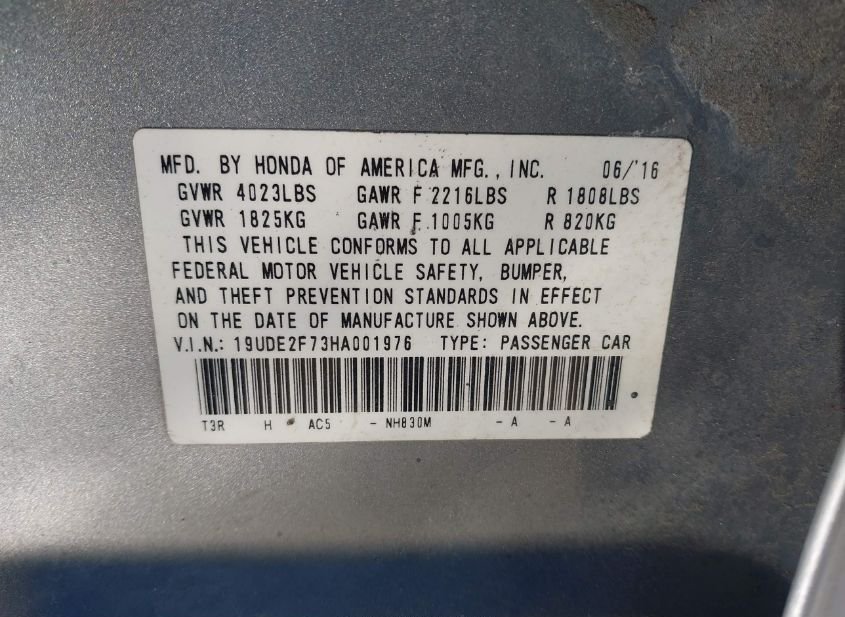 MFD. BY HONDA OF AMERICA MFG., INC. 06/'16
GVWR 4023LBS GAWR F 2216LBS R 1808LBS
GVWR 1825KG GAWR F 1005KG R 820KG
THIS VEHICLE CONFORMS TO ALL APPLICABLE
FEDERAL MOTOR VEHICLE SAFETY, BUMPER,
AND THEFT PREVENTION STANDARDS IN EFFECT
ON THE DATE OF MANUFACTURE SHOWN ABOVE.
V.I.N.: 19UDE2F73HA001976 TYPE: PASSENGER CAR
T3R H AC5 - NH830M - A - A